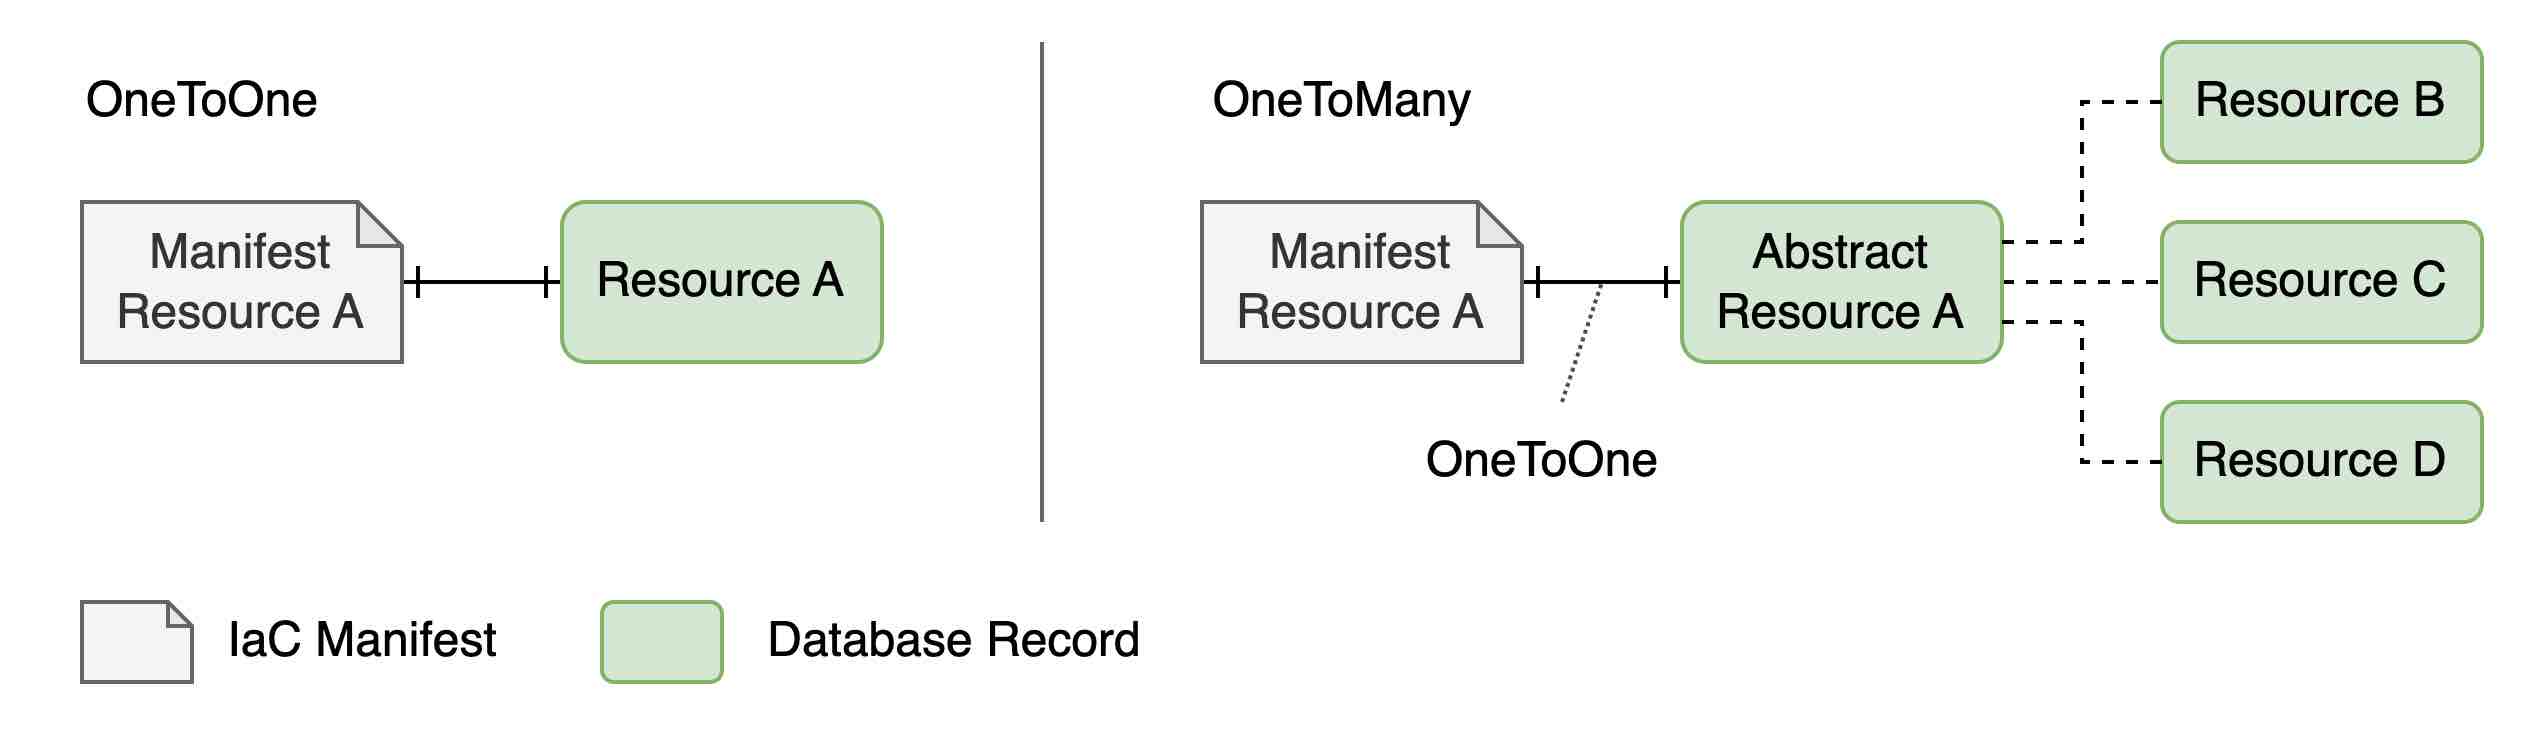 OneToOne
Manifest
Resource A
Resource A
OneToMany
Manifest
Resource A
Abstract
Resource A
OneToOne
Resource B
Resource C
Resource D
IaC Manifest
Database Record